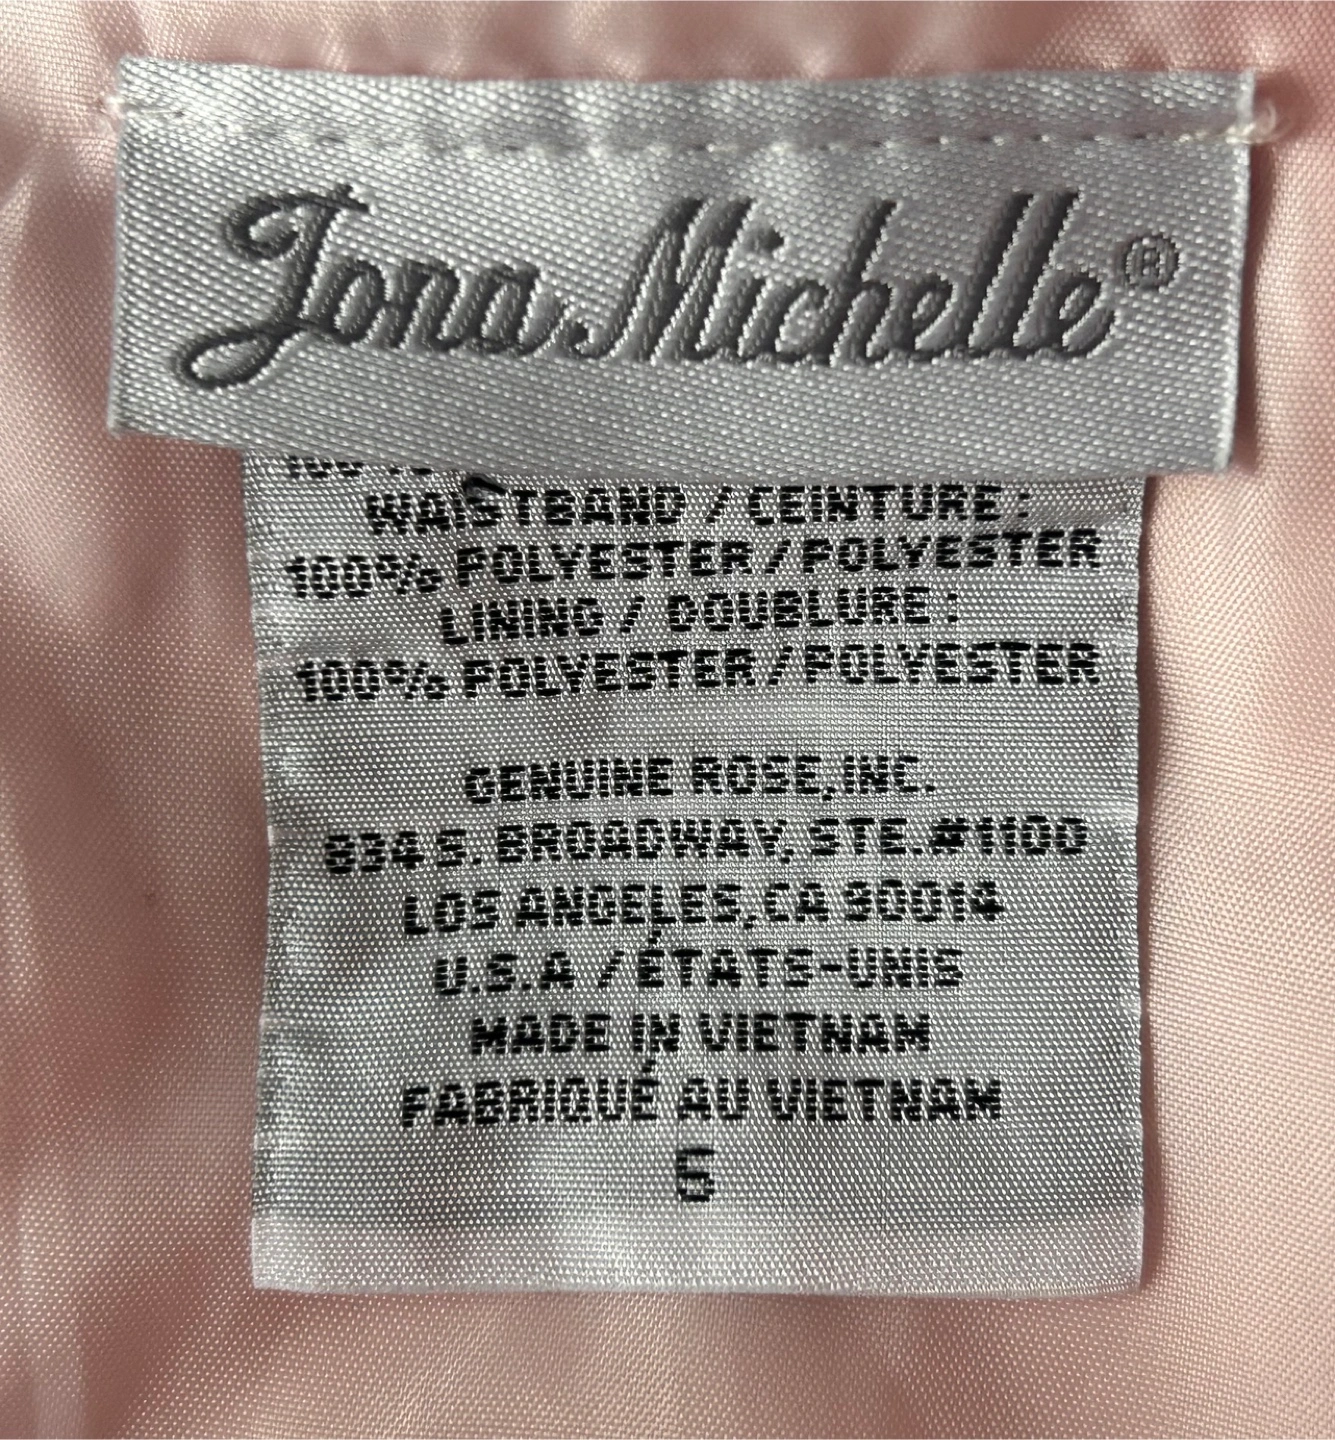 Jona Michelle®
100%
WAISTBAND / CEINTURE :
100% POLYESTER / POLYESTER
LINING / DOUBLURE :
100% POLYESTER / POLYESTER
GENUINE ROSE, INC.
834 S. BROADWAY, STE. #1100
LOS ANGELES, CA 90014
U.S.A / ÉTATS-UNIS
MADE IN VIETNAM
FABRIQUÉ AU VIETNAM